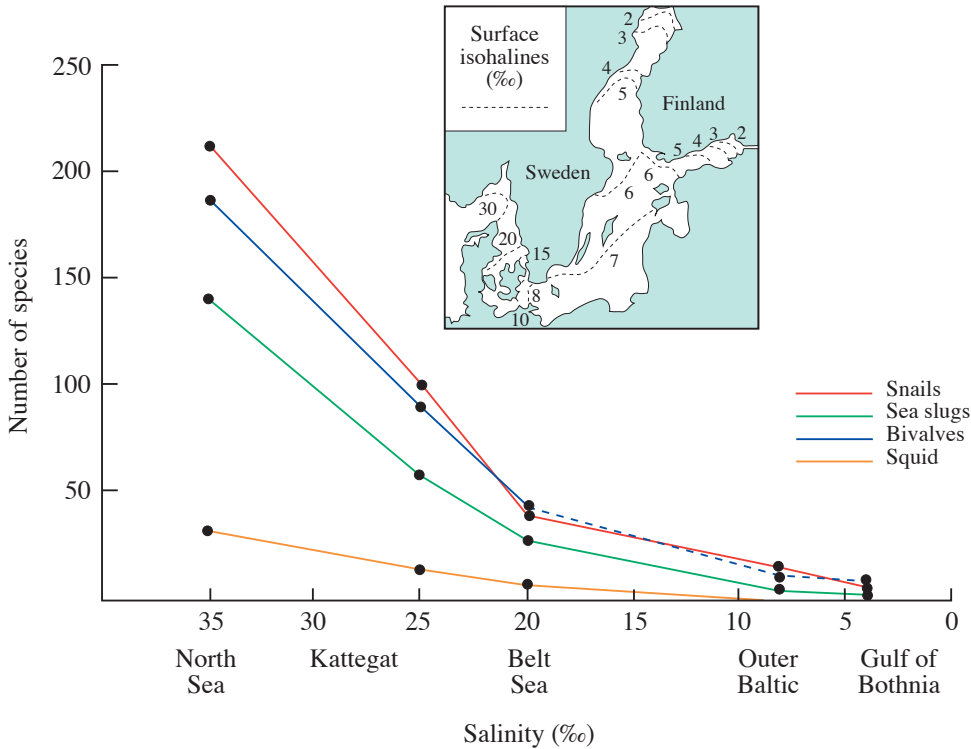 Surface
isohalines
(‰)
2
3
4
5
Finland
5
4
3
2
Sweden
6
6
30
20
15
7
8
10
250
200
150
100
50
Number of species
Snails
Sea slugs
Bivalves
Squid
35
30
25
20
15
10
5
0
North
Sea
Kattegat
Belt
Sea
Outer
Baltic
Gulf of
Bothnia
Salinity (‰)